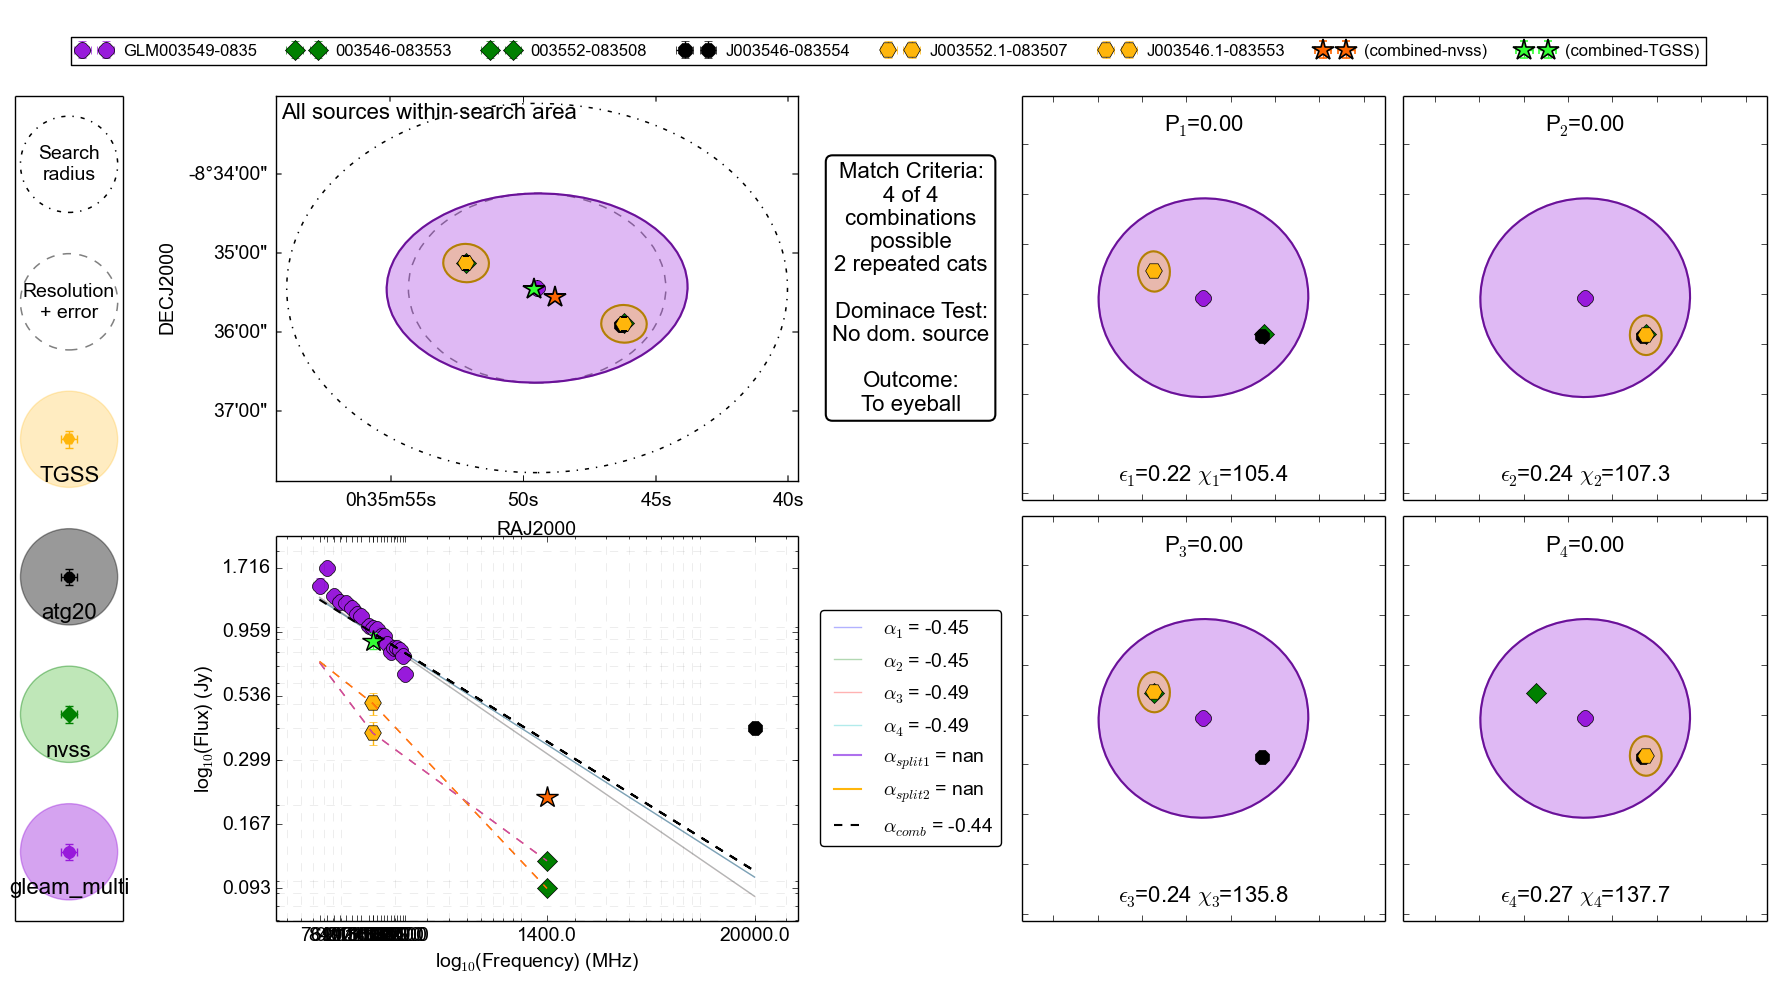 GLM003549-0835 003546-083553 003552-083508 J003546-083554 J003552.1-083507 J003546.1-083553 (combined-nvss) (combined-TGSS)
Search
radius
Resolution
+ error
TGSS
atg20
nvss
gleam_multi
All sources within search area
DECJ2000
-8°34'00"
35'00"
36'00"
37'00"
0h35m55s 50s 45s 40s
RAJ2000
Match Criteria:
4 of 4
combinations
possible
2 repeated cats
Dominace Test:
No dom. source
Outcome:
To eyeball
P1=0.00
ϵ1=0.22 χ1=105.4
P2=0.00
ϵ2=0.24 χ2=107.3
log10(Flux) (Jy)
1.716
0.959
0.536
0.299
0.167
0.093
1400.0 20000.0
log10(Frequency) (MHz)
α1 = -0.45
α2 = -0.45
α3 = -0.49
α4 = -0.49
αsplit1 = nan
αsplit2 = nan
αcomb = -0.44
P3=0.00
ϵ3=0.24 χ3=135.8
P4=0.00
ϵ4=0.27 χ4=137.7